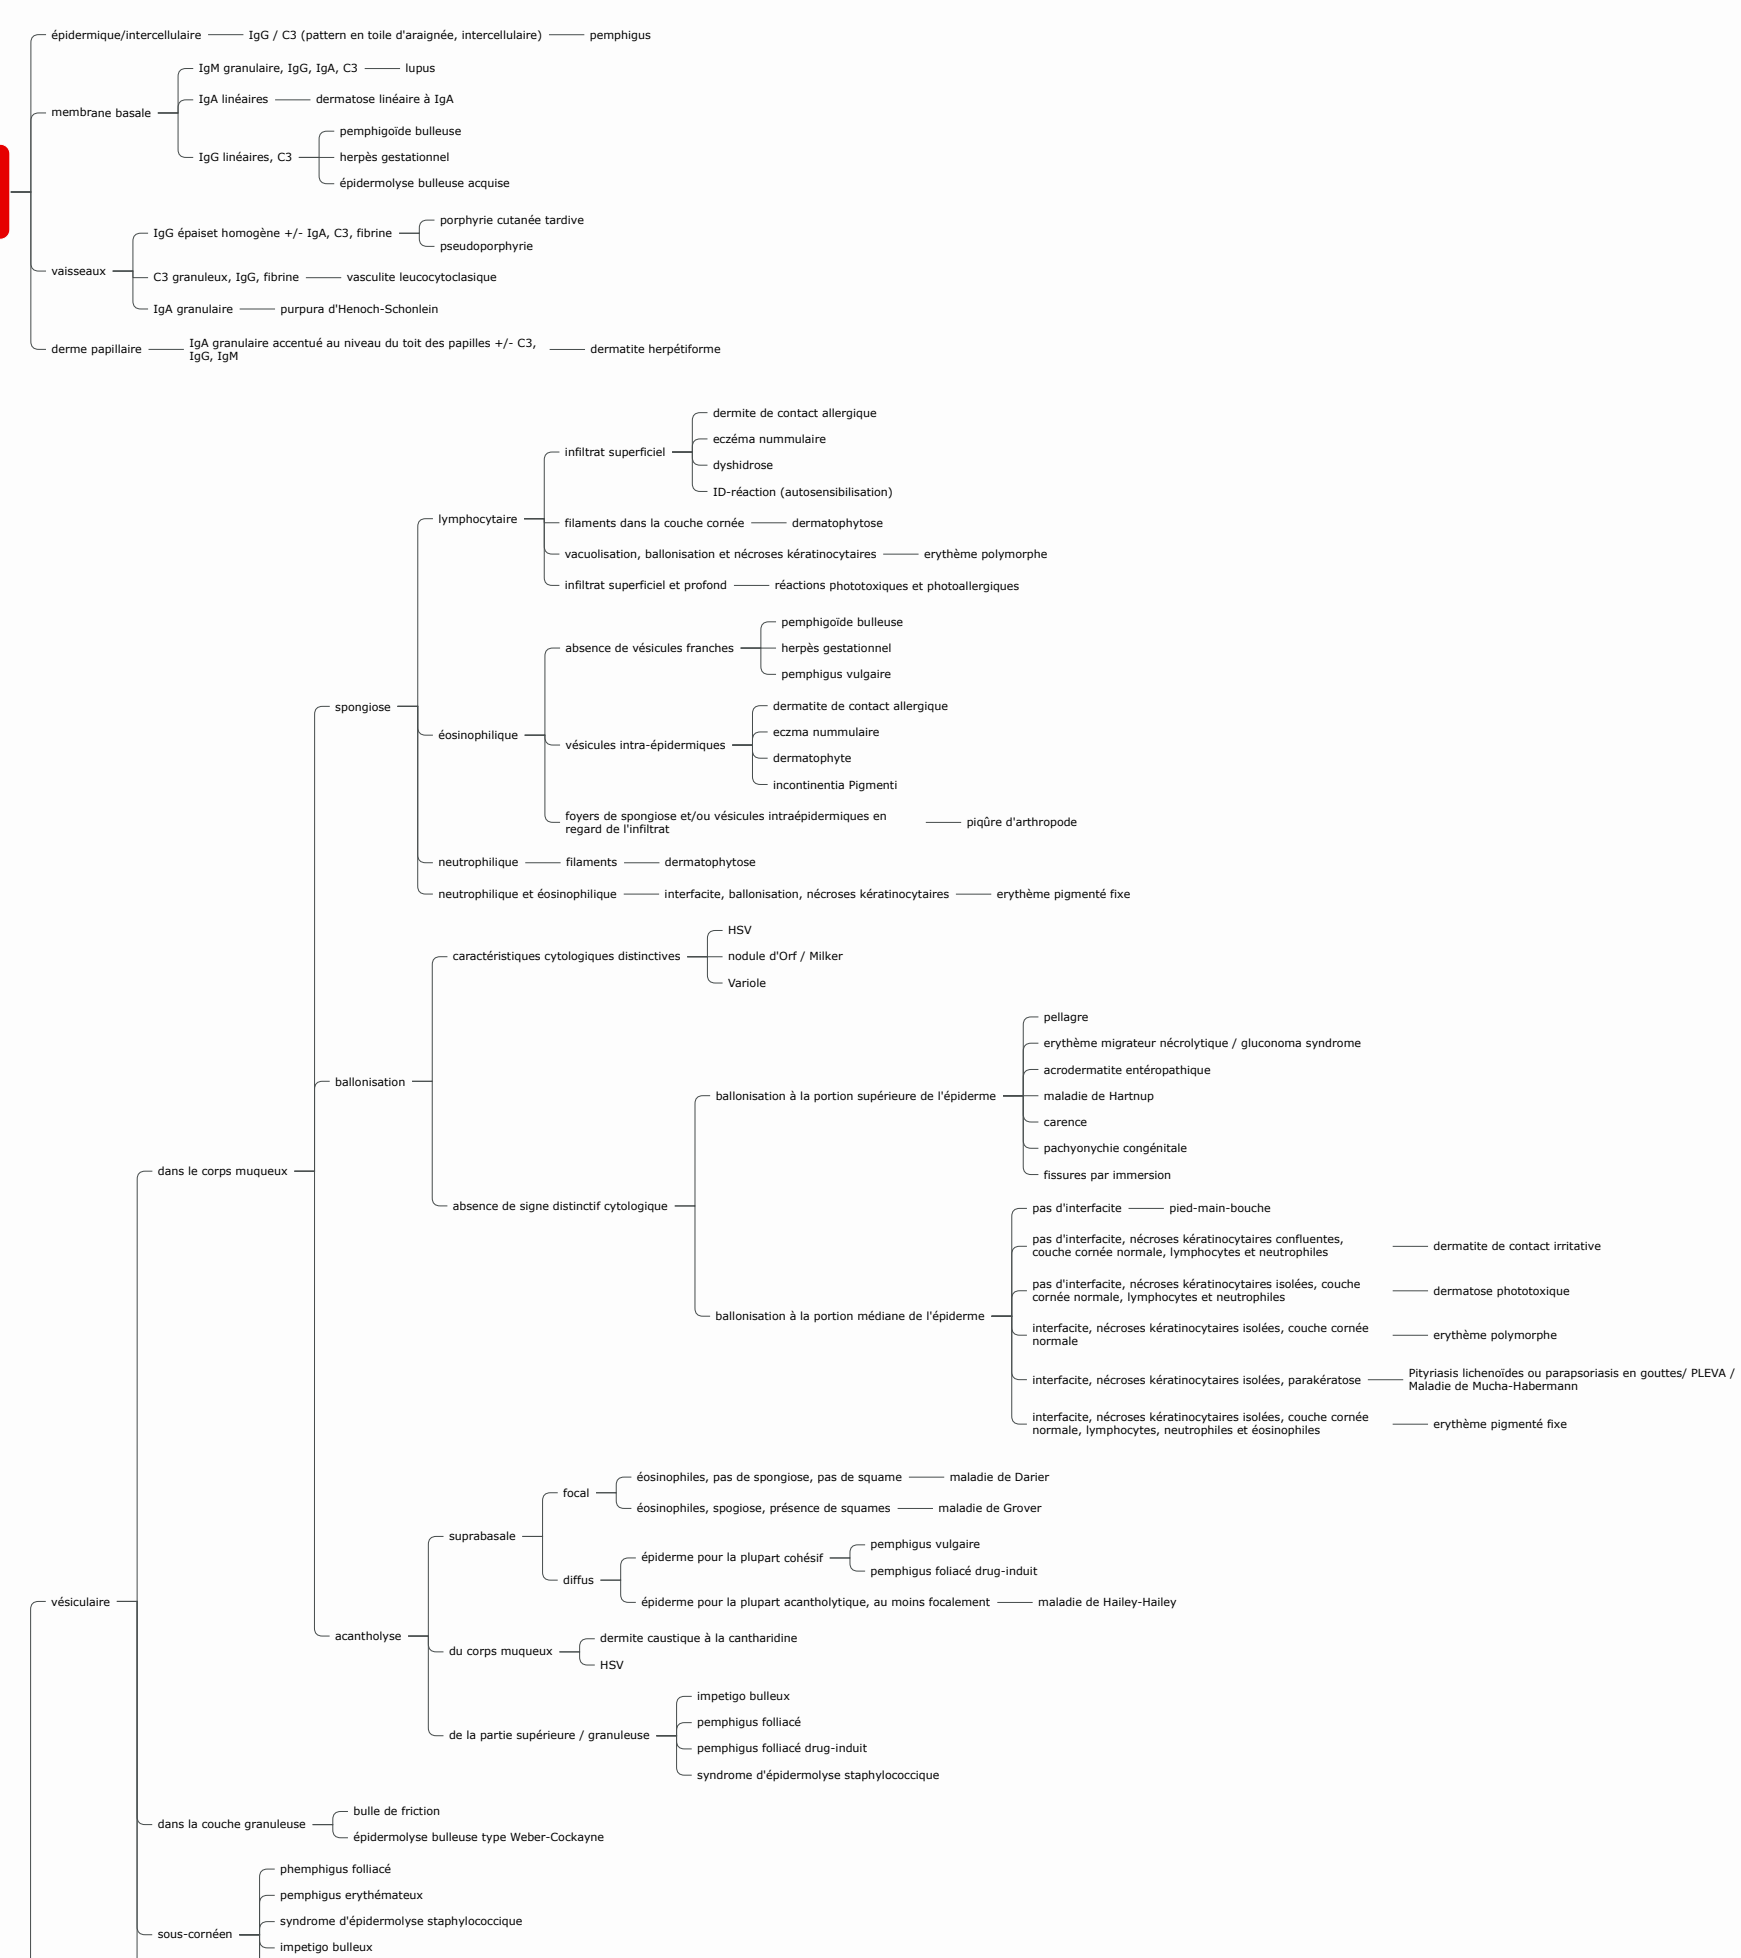 épidermique/intercellulaire
IgG / C3 (pattern en toile d'araignée, intercellulaire)
pemphigus
membrane basale
IgM granulaire, IgG, IgA, C3
lupus
IgA linéaires
dermatose linéaire à IgA
IgG linéaires, C3
pemphigoïde bulleuse
herpès gestationnel
épidermolyse bulleuse acquise
vaisseaux
IgG épaiset homogène +/- IgA, C3, fibrine
porphyrie cutanée tardive
pseudoporphyrie
C3 granuleux, IgG, fibrine
vasculite leucocytoclasique
IgA granulaire
purpura d'Henoch-Schonlein
derme papillaire
IgA granulaire accentué au niveau du toit des papilles +/- C3,
IgG, IgM
dermatite herpétiforme
vésiculaire
dans le corps muqueux
spongiose
lymphocytaire
infiltrat superficiel
dermite de contact allergique
eczéma nummulaire
dyshidrose
ID-réaction (autosensibilisation)
filaments dans la couche cornée
dermatophytose
vacuolisation, ballonisation et nécroses kératinocytaires
erythème polymorphe
infiltrat superficiel et profond
réactions phototoxiques et photoallergiques
éosinophilique
absence de vésicules franches
pemphigoïde bulleuse
herpès gestationnel
pemphigus vulgaire
vésicules intra-épidermiques
dermatite de contact allergique
eczma nummulaire
dermatophyte
incontinentia Pigmenti
foyers de spongiose et/ou vésicules intraépidermiques en
regard de l'infiltrat
piqûre d'arthropode
neutrophilique
filaments
dermatophytose
neutrophilique et éosinophilique
interfacite, ballonisation, nécroses kératinocytaires
erythème pigmenté fixe
ballonisation
caractéristiques cytologiques distinctives
HSV
nodule d'Orf / Milker
Variole
absence de signe distinctif cytologique
ballonisation à la portion supérieure de l'épiderme
pellagre
erythème migrateur nécrolytique / gluconoma syndrome
acrodermatite entéropathique
maladie de Hartnup
carence
pachyonychie congénitale
fissures par immersion
ballonisation à la portion médiane de l'épiderme
pas d'interfacite
pied-main-bouche
pas d'interfacite, nécroses kératinocytaires confluentes,
couche cornée normale, lymphocytes et neutrophiles
dermatite de contact irritative
pas d'interfacite, nécroses kératinocytaires isolées, couche
cornée normale, lymphocytes et neutrophiles
dermatose phototoxique
interfacite, nécroses kératinocytaires isolées, couche cornée
normale
erythème polymorphe
interfacite, nécroses kératinocytaires isolées, parakératose
Pityriasis lichenoïdes ou parapsoriasis en gouttes/ PLEVA /
Maladie de Mucha-Habermann
interfacite, nécroses kératinocytaires isolées, couche cornée
normale, lymphocytes, neutrophiles et éosinophiles
erythème pigmenté fixe
acantholyse
suprabasale
focal
éosinophiles, pas de spongiose, pas de squame
maladie de Darier
éosinophiles, spogiose, présence de squames
maladie de Grover
diffus
épiderme pour la plupart cohésif
pemphigus vulgaire
pemphigus foliacé drug-induit
épiderme pour la plupart acantholytique, au moins focalement
maladie de Hailey-Hailey
du corps muqueux
dermite caustique à la cantharidine
HSV
de la partie supérieure / granuleuse
impetigo bulleux
pemphigus folliacé
pemphigus folliacé drug-induit
syndrome d'épidermolyse staphylococcique
dans la couche granuleuse
bulle de friction
épidermolyse bulleuse type Weber-Cockayne
sous-cornéen
phemphigus folliacé
pemphigus erythémateux
syndrome d'épidermolyse staphylococcique
impetigo bulleux